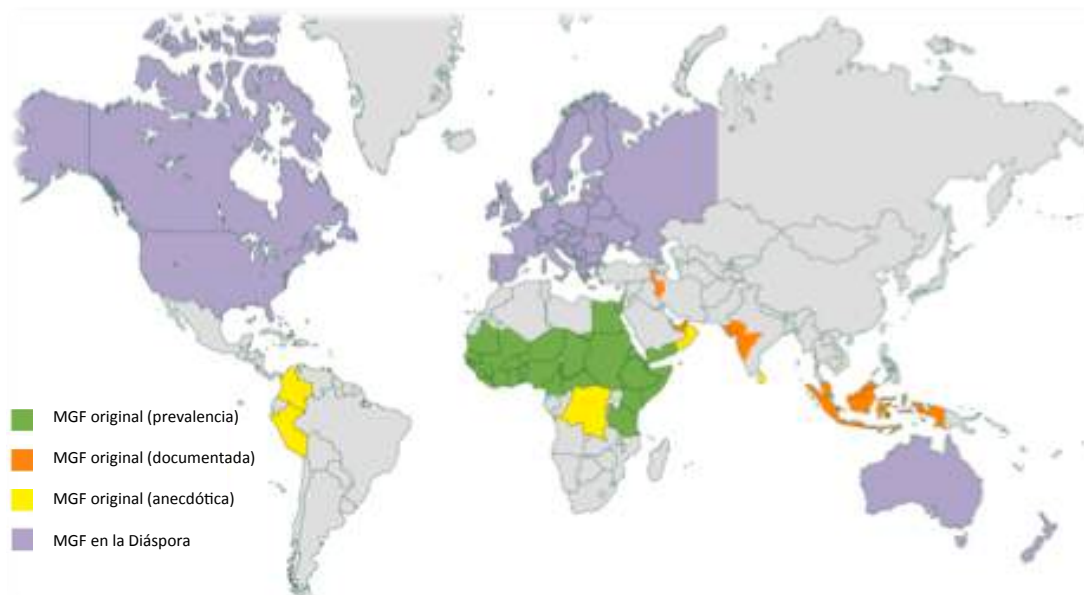 MGF original (prevalencia)
MGF original (documentada)
MGF original (anecdótica)
MGF en la Diáspora